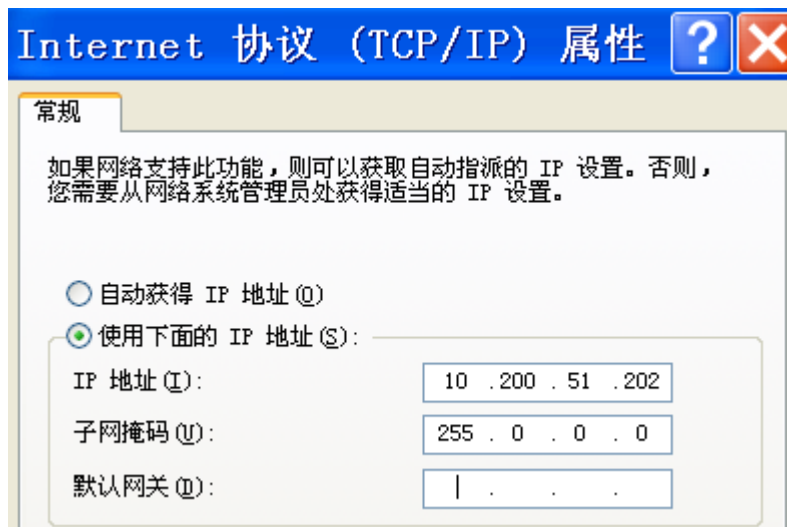 Internet 协议 (TCP/IP) 属性
常规
如果网络支持此功能，则可以获取自动指派的 IP 设置。否则，
您需要从网络系统管理员处获得适当的 IP 设置。
自动获得 IP 地址(O)
使用下面的 IP 地址(S):
IP 地址(I): 10 .200 . 51 .202
子网掩码(U): 255 . 0 . 0 . 0
默认网关(D): . . .